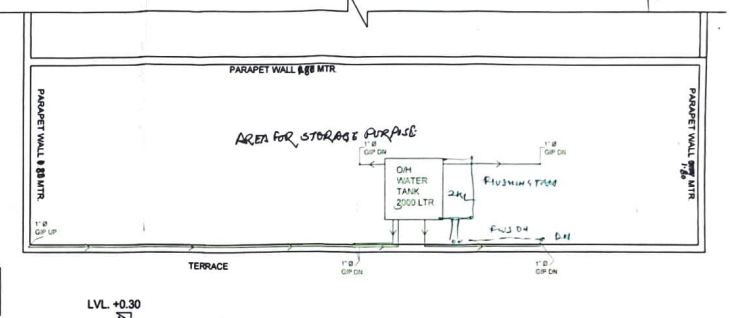 PARAPET WALL MTR
PARAPET WALL MTR.
PARAPET WALL MTR.
1.80
AREA FOR STORAGE PURPOSE
1" Ø
GIP DN
1" Ø
GIP DN
O/H
WATER
TANK
2000 LTR
FLUSHING TANK
1" Ø
GIP UP
DN
TERRACE
1" Ø
GIP DN
1" Ø
GIP DN
LVL. +0.30